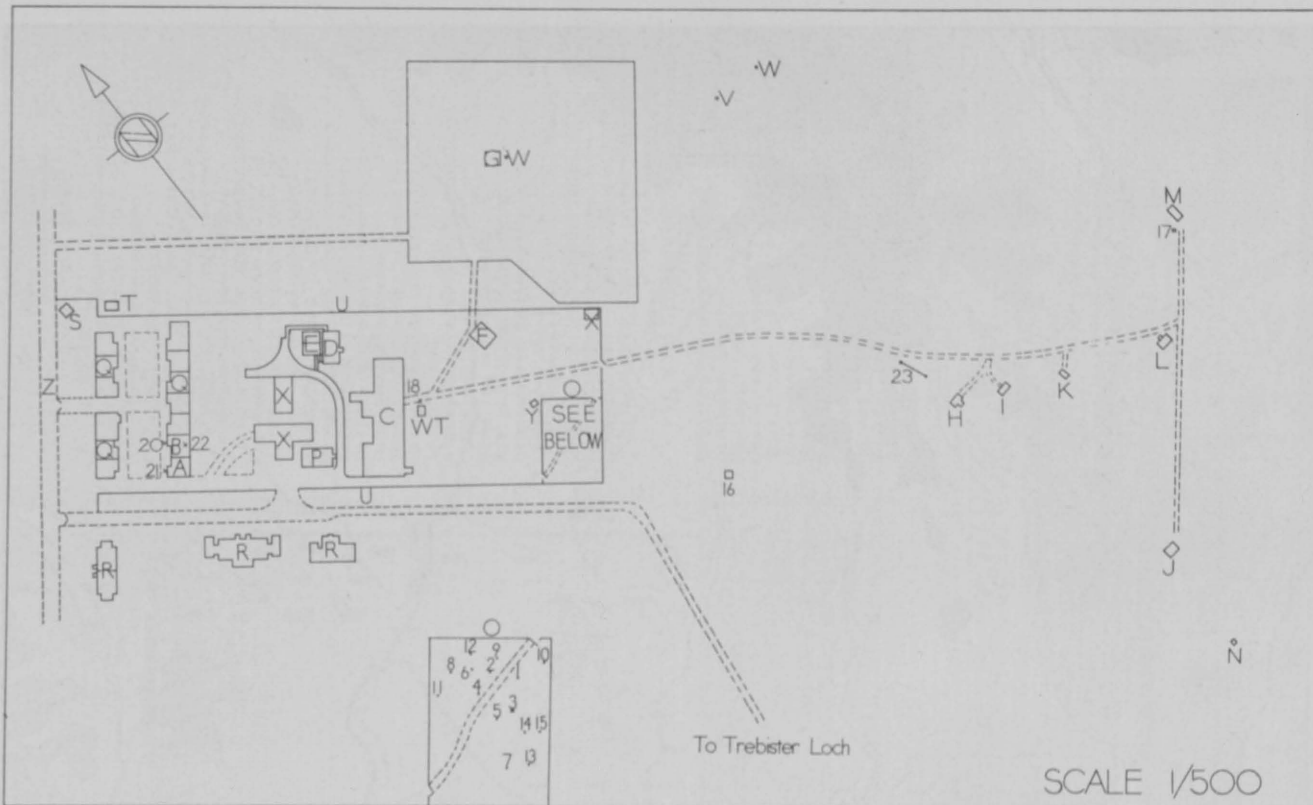 W
V
G W
M
17
T
U
S
X
F
E
D
L
23
Q
Q
X
18
C
WT
K
I
H
Z
Y
O
SEE
BELOW
20
B
22
Q
X
P
21
A
16
U
R
R
R
J
O
N
12
9
10
8
6
2
1
11
4
3
5
14
15
7
13
To Trebister Loch
SCALE 1/500